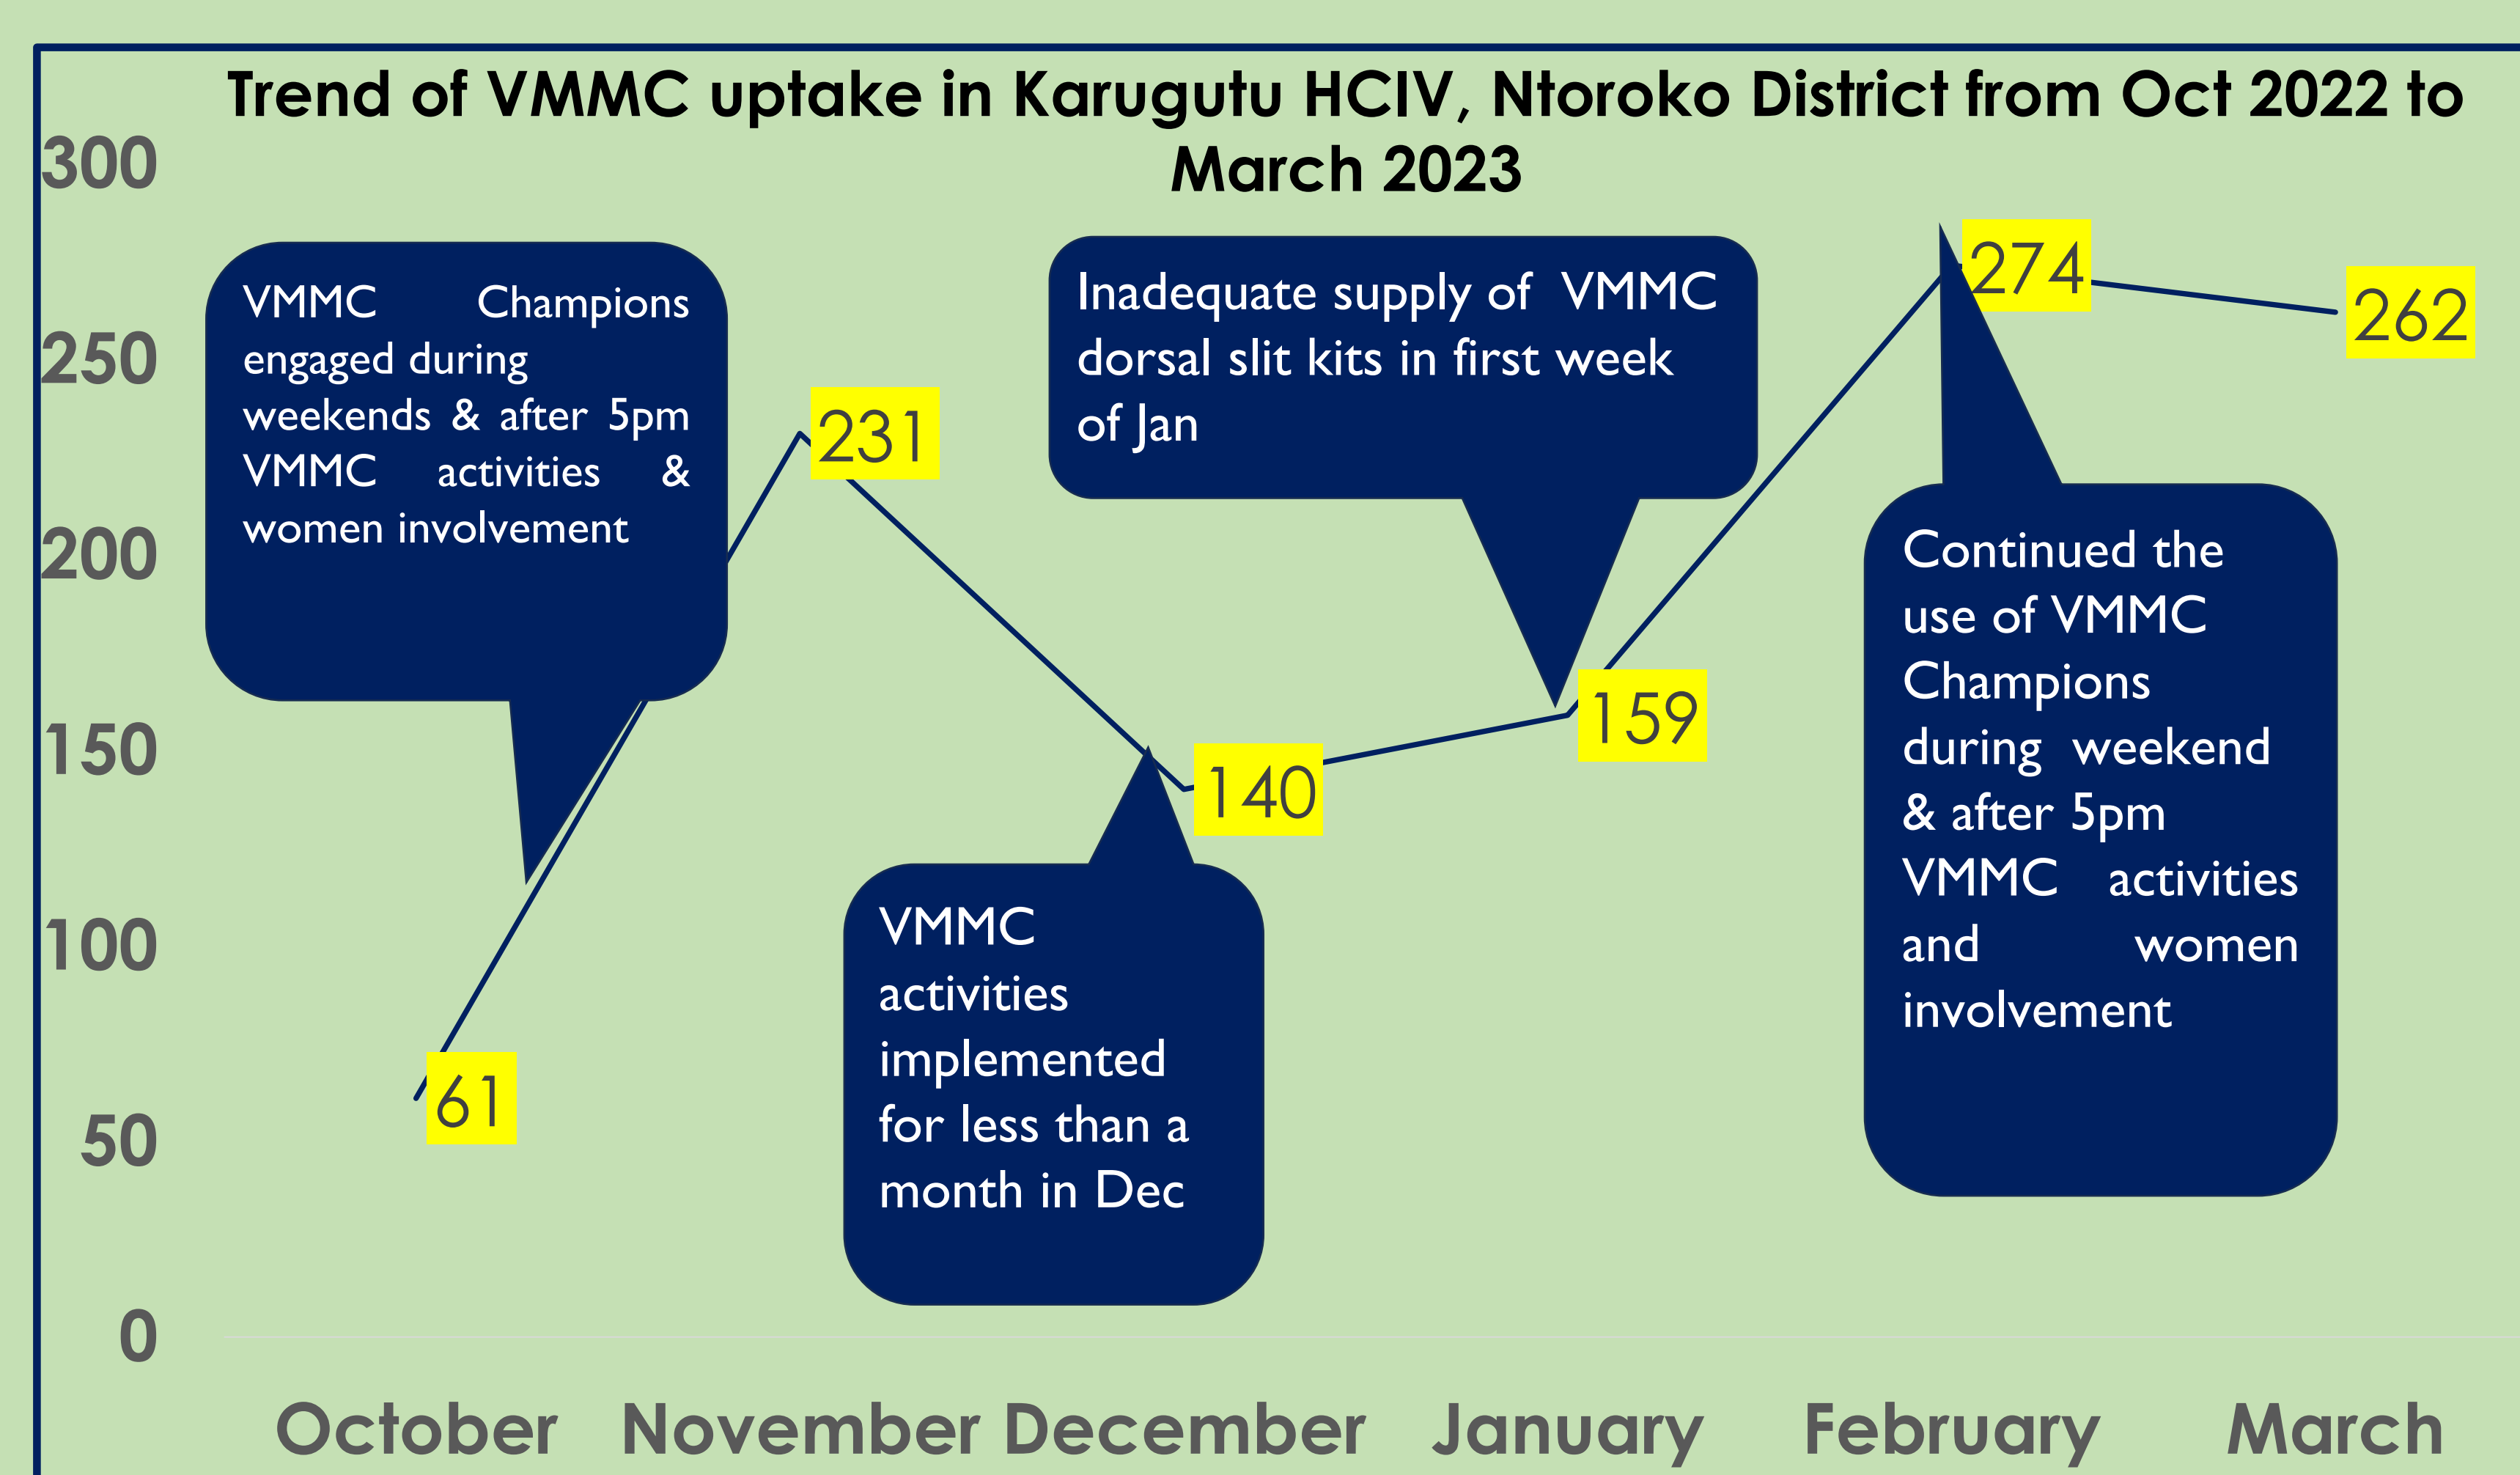 Trend of VMMC uptake in Karugutu HCIV, Ntoroko District from Oct 2022 to
March 2023
300
250
200
150
100
50
0
VMMC Champions
engaged during
weekends & after 5pm
VMMC activities &
women involvement
Inadequate supply of VMMC
dorsal slit kits in first week
of Jan
VMMC
activities
implemented
for less than a
month in Dec
Continued the
use of VMMC
Champions
during weekend
& after 5pm
VMMC activities
and women
involvement
61
231
140
159
274
262
October November December January February March